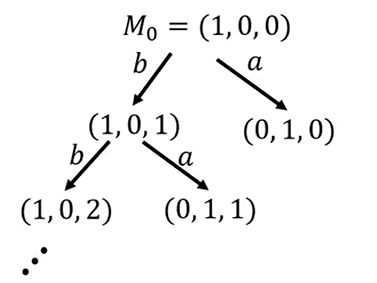 M₀ = (1, 0, 0)
b a
(1, 0, 1) (0, 1, 0)
b a
(1, 0, 2) (0, 1, 1)